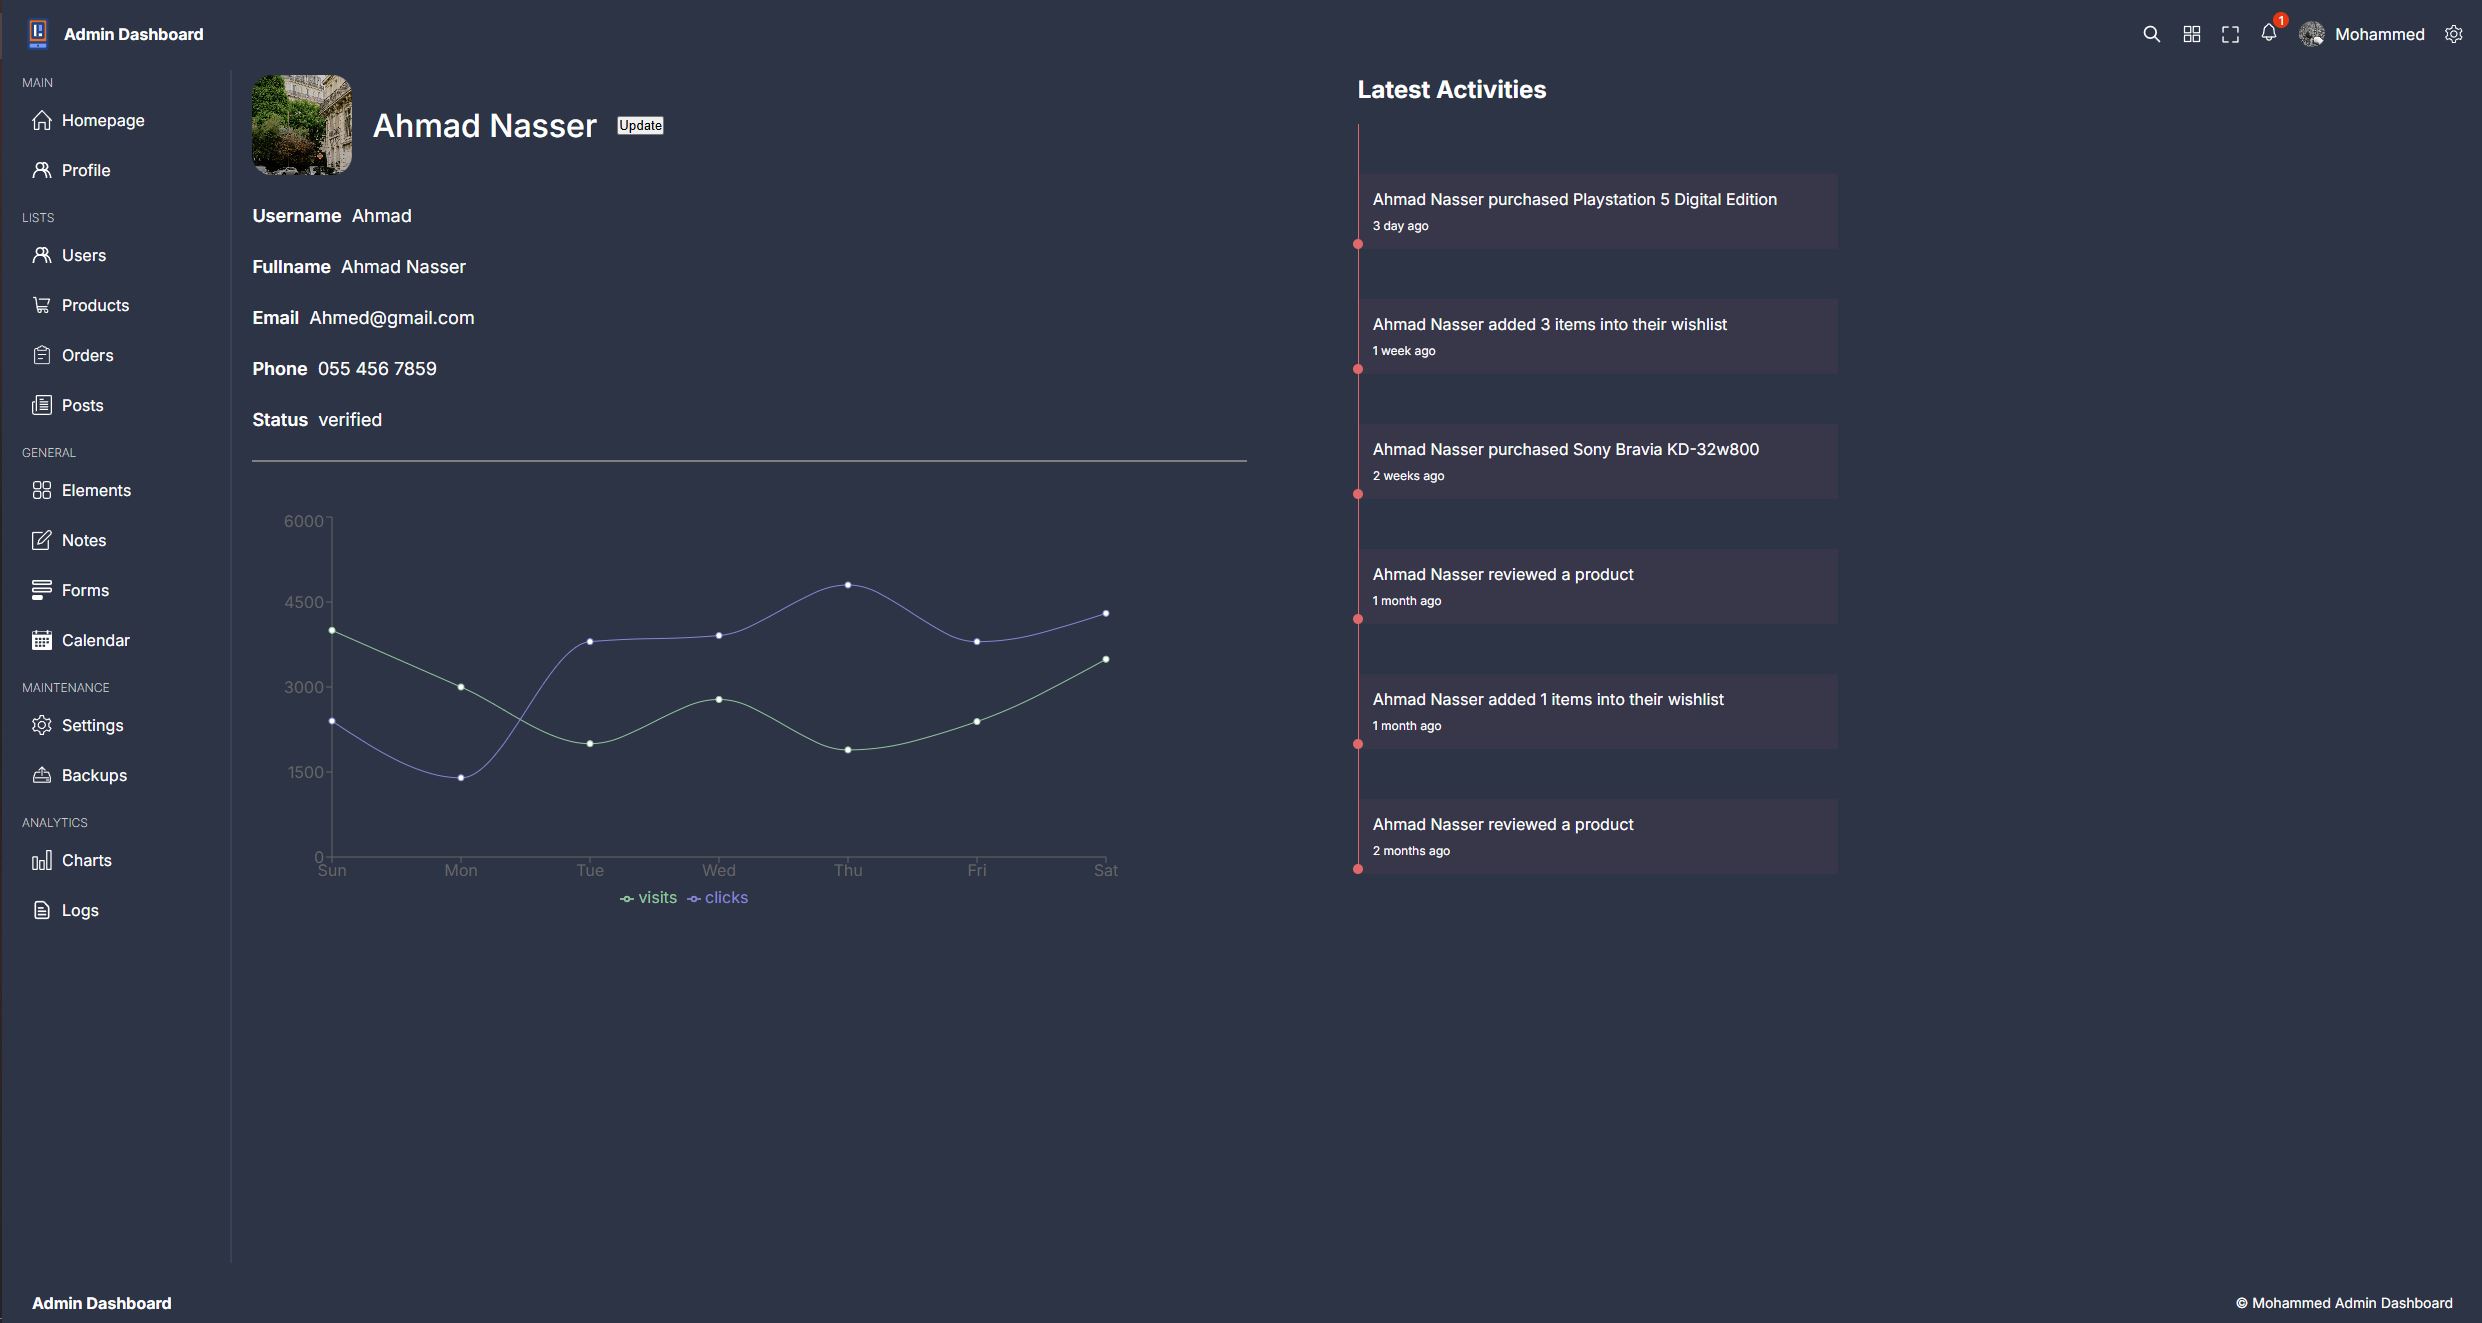 Admin Dashboard
1
Mohammed
MAIN
Homepage
Profile
LISTS
Users
Products
Orders
Posts
GENERAL
Elements
Notes
Forms
Calendar
MAINTENANCE
Settings
Backups
ANALYTICS
Charts
Logs
Ahmad Nasser
Update
Username Ahmad
Fullname Ahmad Nasser
Email Ahmed@gmail.com
Phone 055 456 7859
Status verified
6000
4500
3000
1500
0
Sun Mon Tue Wed Thu Fri Sat
visits clicks
Latest Activities
Ahmad Nasser purchased Playstation 5 Digital Edition
3 day ago
Ahmad Nasser added 3 items into their wishlist
1 week ago
Ahmad Nasser purchased Sony Bravia KD-32w800
2 weeks ago
Ahmad Nasser reviewed a product
1 month ago
Ahmad Nasser added 1 items into their wishlist
1 month ago
Ahmad Nasser reviewed a product
2 months ago
Admin Dashboard
© Mohammed Admin Dashboard